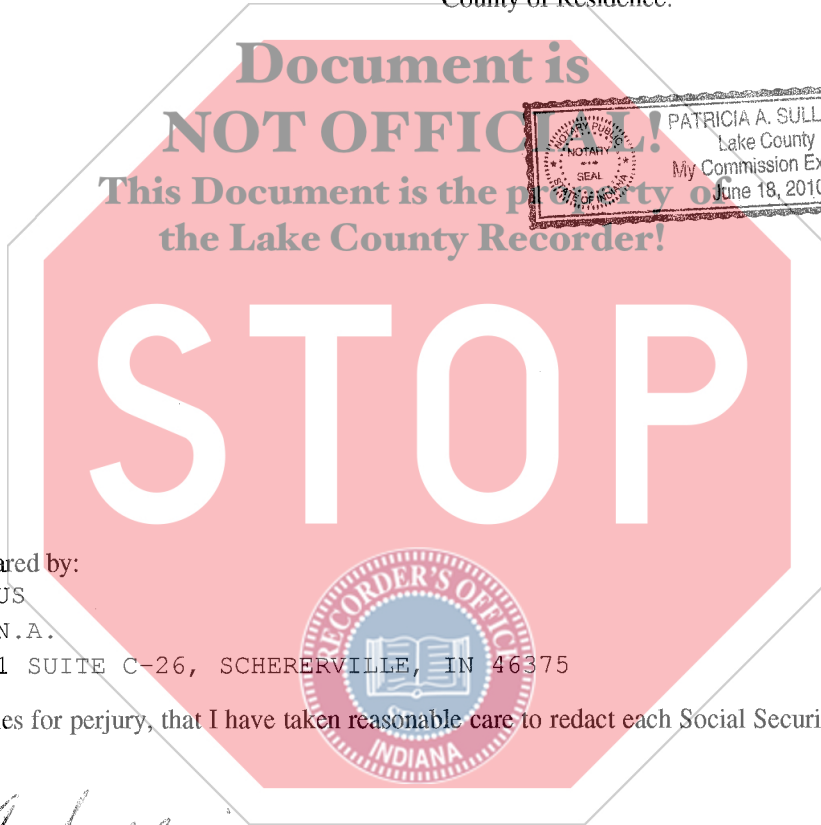 County of Residence:
Document is
NOT OFFICIAL!
This Document is the property of
the Lake County Recorder!
NOTARY PUBLIC
NOTARY
SEAL
STATE OF INDIANA
PATRICIA A. SULL
Lake County
My Commission Ex
June 18, 2010
STOP
ared by:
US
N.A.
1 SUITE C-26, SCHERERVILLE, IN 46375
RECORDER'S OFFICE
INDIANA
es for perjury, that I have taken reasonable care to redact each Social Securi